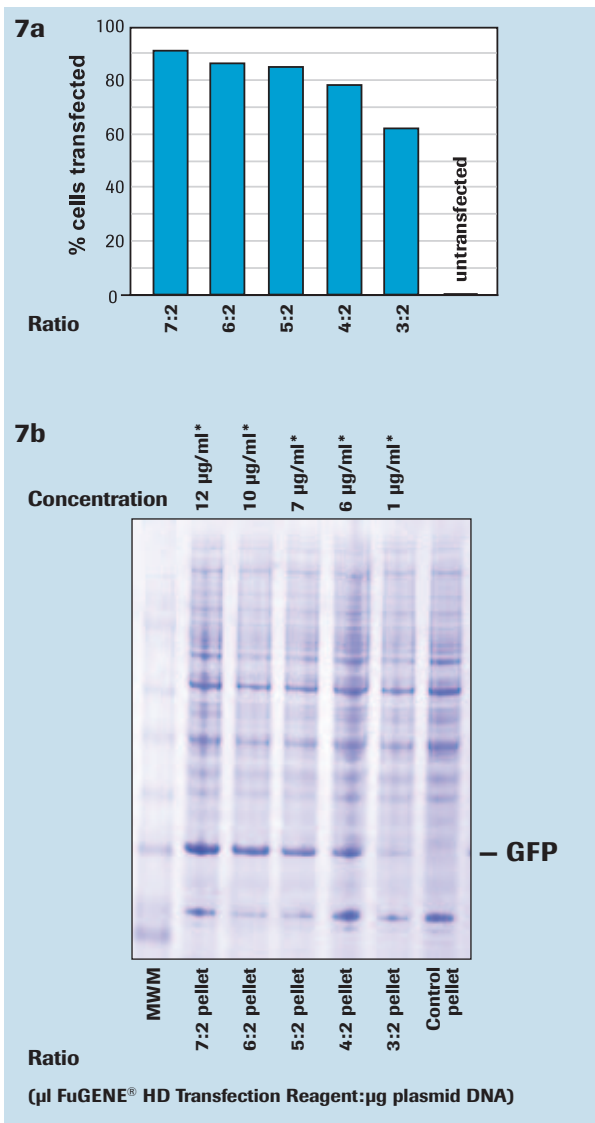 7a
% cells transfected
100
80
60
40
20
0
untransfected
Ratio
7:2
6:2
5:2
4:2
3:2
7b
Concentration
12 µg/ml*
10 µg/ml*
7 µg/ml*
6 µg/ml*
1 µg/ml*
– GFP
MWM
7:2 pellet
6:2 pellet
5:2 pellet
4:2 pellet
3:2 pellet
Control
pellet
Ratio
(µl FuGENE® HD Transfection Reagent:µg plasmid DNA)